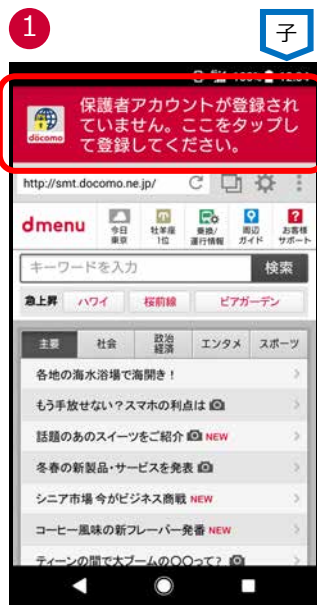 1
子
保護者アカウントが登録され
ていません。ここをタップし
て登録してください。
döcomo
http://smt.docomo.ne.jp/
dmenu
今日
東京
牡羊座
1位
乗換/
運行情報
周辺
ガイド
お客様
サポート
キーワードを入力
検索
急上昇 ハワイ 桜前線 ビアガーデン
主要 社会 政治
経済 エンタメ スポーツ
各地の海水浴場で海開き！
もう手放せない？スマホの利点は
話題のあのスイーツをご紹介 NEW
冬春の新製品・サービスを発表
シニア市場 今がビジネス商戦 NEW
コーヒー風味の新フレーバー発番 NEW
ティーンの間で大ブームの〇〇って？